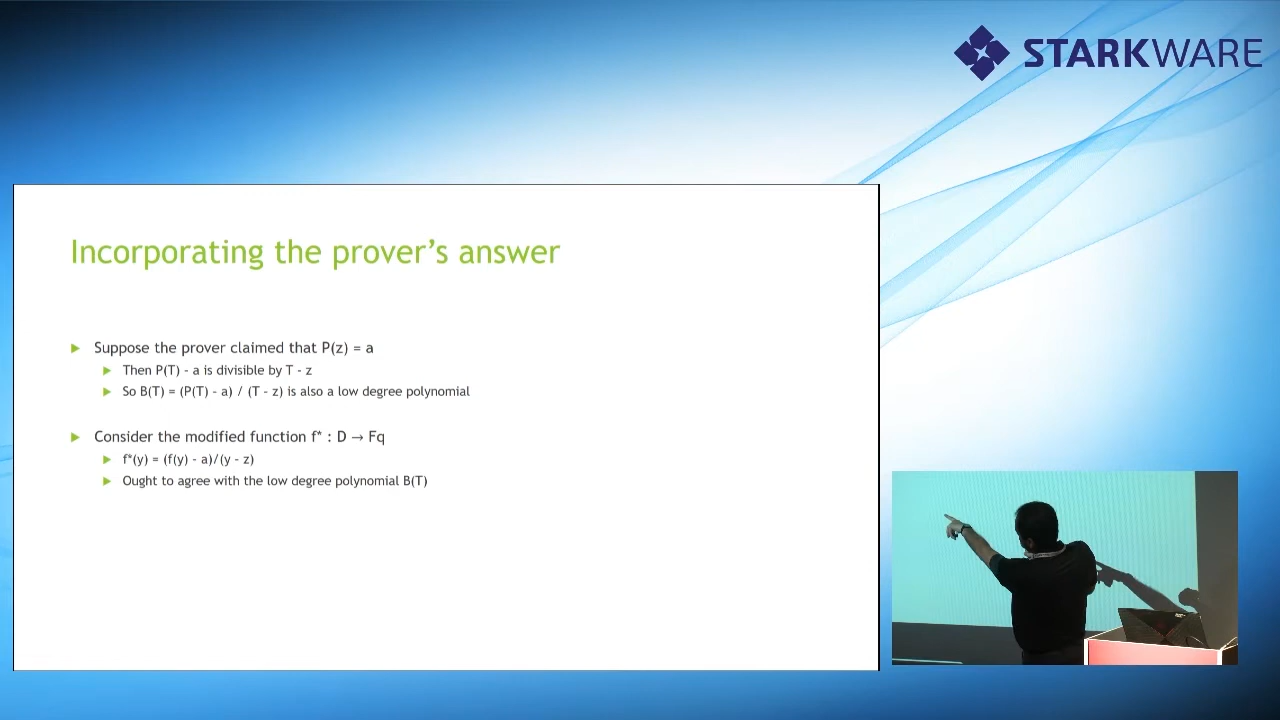 STARKWARE
Incorporating the prover's answer
Suppose the prover claimed that P(z) = a
Then P(T) - a is divisible by T - z
So B(T) = (P(T) - a) / (T - z) is also a low degree polynomial
Consider the modified function f* : D → Fq
f*(y) = (f(y) - a)/(y - z)
Ought to agree with the low degree polynomial B(T)